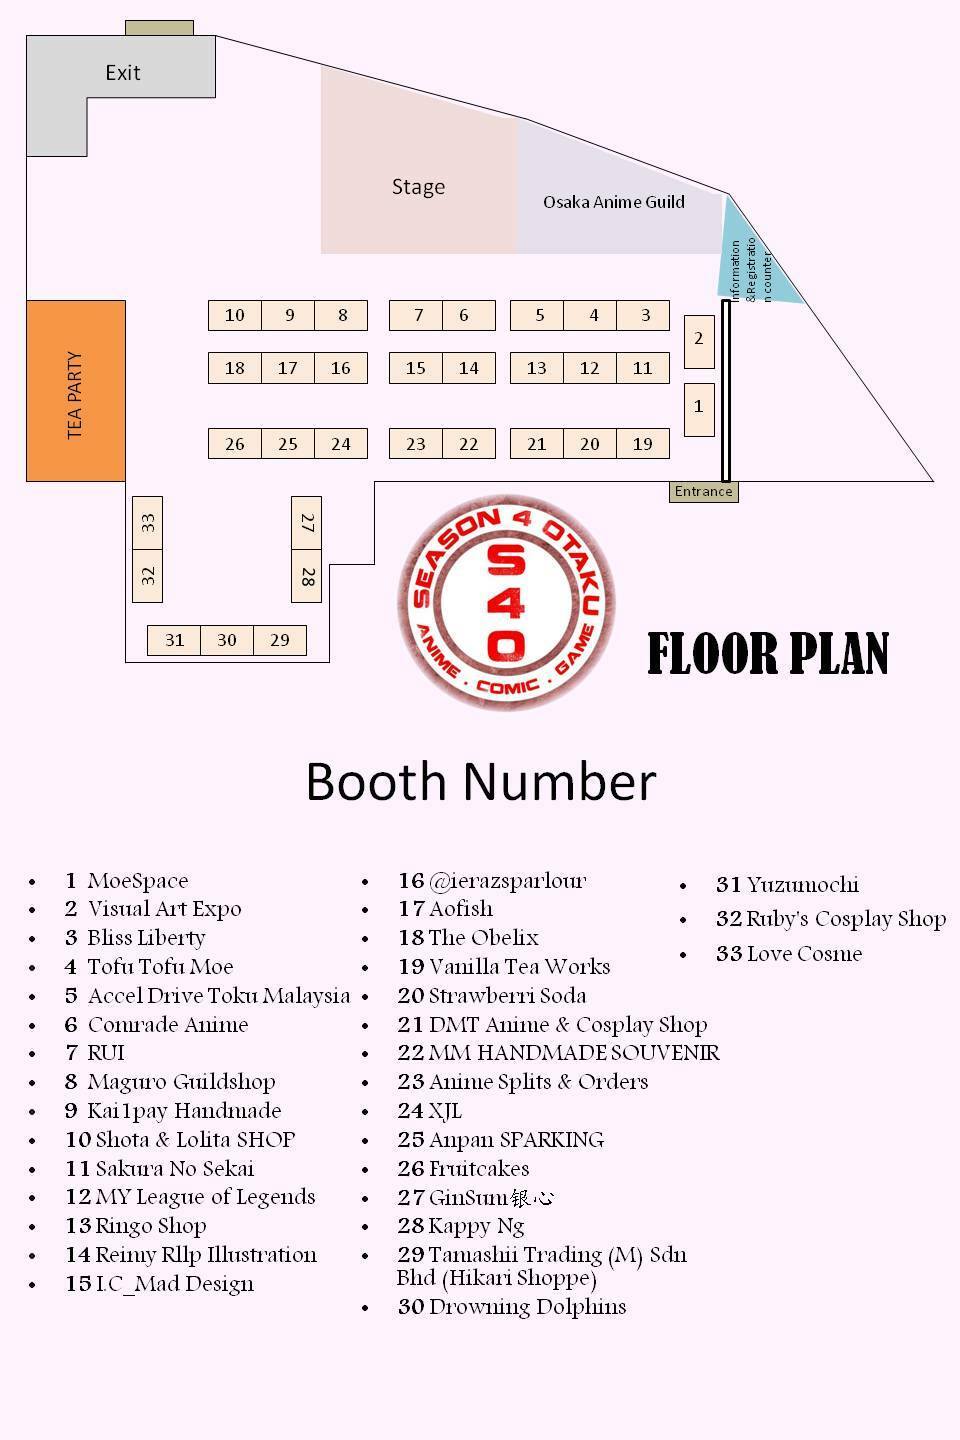 Exit
Stage
Osaka Anime Guild
Information
&Registratio
n counter
TEA PARTY
10 9 8 7 6 5 4 3
2
18 17 16 15 14 13 12 11
1
26 25 24 23 22 21 20 19
Entrance
33 27
32 28
31 30 29
SEASON 4 OTAKU
S
4
O
ANIME . COMIC . GAME
FLOOR PLAN
Booth Number
• 1 MoeSpace
• 2 Visual Art Expo
• 3 Bliss Liberty
• 4 Tofu Tofu Moe
• 5 Accel Drive Toku Malaysia
• 6 Comrade Anime
• 7 RUI
• 8 Maguro Guildshop
• 9 Kai1pay Handmade
• 10 Shota & Lolita SHOP
• 11 Sakura No Sekai
• 12 MY League of Legends
• 13 Ringo Shop
• 14 Reimy Rllp Illustration
• 15 I.C_Mad Design
• 16 @ierazsparlour
• 17 Aofish
• 18 The Obelix
• 19 Vanilla Tea Works
• 20 Strawberri Soda
• 21 DMT Anime & Cosplay Shop
• 22 MM HANDMADE SOUVENIR
• 23 Anime Splits & Orders
• 24 XJL
• 25 Anpan SPARKING
• 26 Fruitcakes
• 27 GinSum银心
• 28 Kappy Ng
• 29 Tamashii Trading (M) Sdn
Bhd (Hikari Shoppe)
• 30 Drowning Dolphins
• 31 Yuzumochi
• 32 Ruby's Cosplay Shop
• 33 Love Cosme